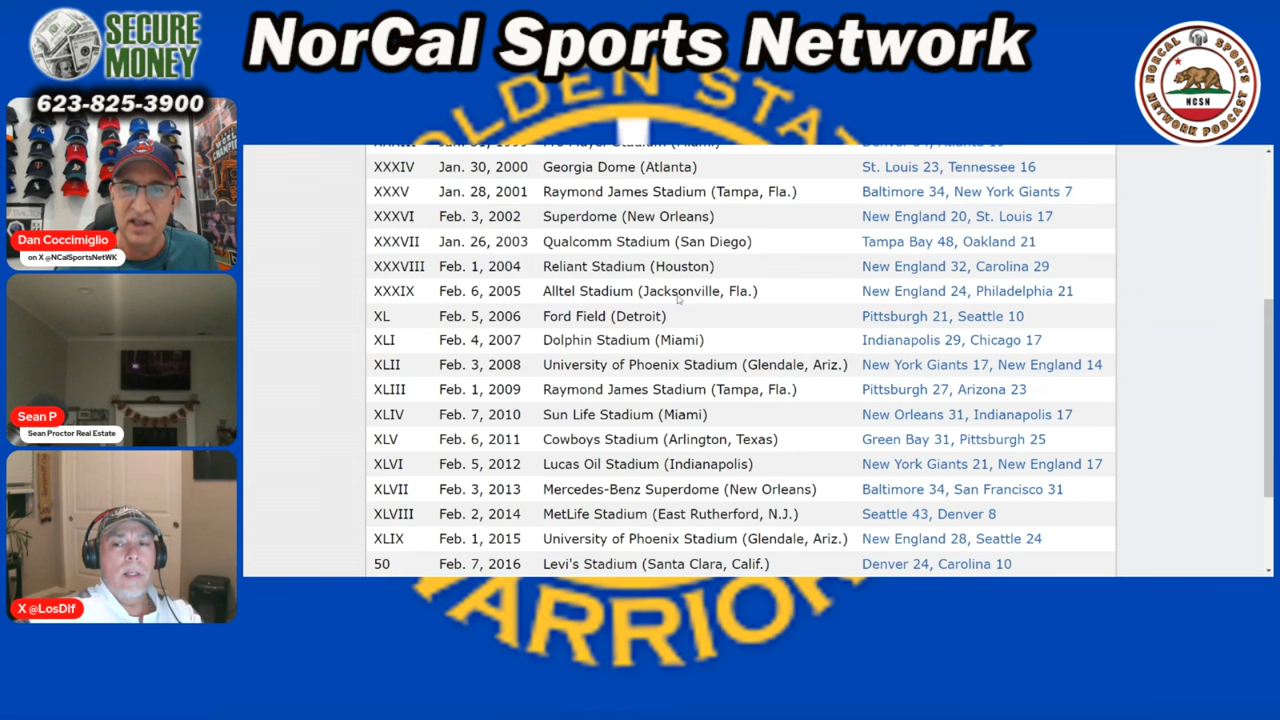 SECURE
MONEY
623-825-3900
NorCal Sports Network
NORCAL SPORTS
NETWORK PODCAST
NCSN
GOLDEN STATE
WARRIORS
Dan Coccimiglio
on X @NCalSportsNetWK
Sean P
Sean Proctor Real Estate
X @LosDlf
XXXIV Jan. 30, 2000 Georgia Dome (Atlanta) St. Louis 23, Tennessee 16
XXXV Jan. 28, 2001 Raymond James Stadium (Tampa, Fla.) Baltimore 34, New York Giants 7
XXXVI Feb. 3, 2002 Superdome (New Orleans) New England 20, St. Louis 17
XXXVII Jan. 26, 2003 Qualcomm Stadium (San Diego) Tampa Bay 48, Oakland 21
XXXVIII Feb. 1, 2004 Reliant Stadium (Houston) New England 32, Carolina 29
XXXIX Feb. 6, 2005 Alltel Stadium (Jacksonville, Fla.) New England 24, Philadelphia 21
XL Feb. 5, 2006 Ford Field (Detroit) Pittsburgh 21, Seattle 10
XLI Feb. 4, 2007 Dolphin Stadium (Miami) Indianapolis 29, Chicago 17
XLII Feb. 3, 2008 University of Phoenix Stadium (Glendale, Ariz.) New York Giants 17, New England 14
XLIII Feb. 1, 2009 Raymond James Stadium (Tampa, Fla.) Pittsburgh 27, Arizona 23
XLIV Feb. 7, 2010 Sun Life Stadium (Miami) New Orleans 31, Indianapolis 17
XLV Feb. 6, 2011 Cowboys Stadium (Arlington, Texas) Green Bay 31, Pittsburgh 25
XLVI Feb. 5, 2012 Lucas Oil Stadium (Indianapolis) New York Giants 21, New England 17
XLVII Feb. 3, 2013 Mercedes-Benz Superdome (New Orleans) Baltimore 34, San Francisco 31
XLVIII Feb. 2, 2014 MetLife Stadium (East Rutherford, N.J.) Seattle 43, Denver 8
XLIX Feb. 1, 2015 University of Phoenix Stadium (Glendale, Ariz.) New England 28, Seattle 24
50 Feb. 7, 2016 Levi's Stadium (Santa Clara, Calif.) Denver 24, Carolina 10